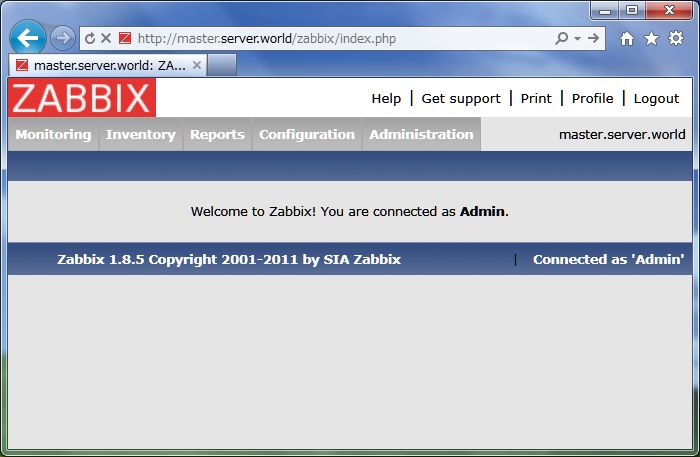 http://master.server.world/zabbix/index.php
master.server.world: ZA...
ZABBIX
Help | Get support | Print | Profile | Logout
Monitoring Inventory Reports Configuration Administration master.server.world
Welcome to Zabbix! You are connected as Admin.
Zabbix 1.8.5 Copyright 2001-2011 by SIA Zabbix | Connected as 'Admin'